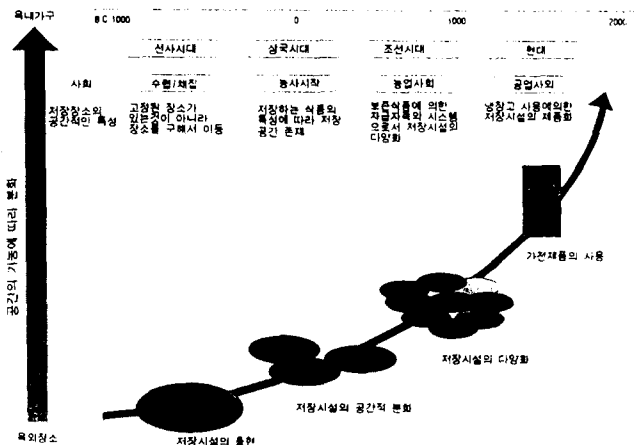 옥내가구
B C 1000 0 1000 2000
선사시대 삼국시대 조선시대 현대
사회 수렵/채집 농사시작 농업사회 공업사회
저장장소의
공간적인 특성
고정된 장소가
있는것이 아니라
장소를 구해서 이동
저장하는 식품의
특성에 따라 저장
공간 존재
보존식품에 의한
자급자족의 시스템
으로서 저장시설의
다양화
냉장고 사용에의한
저장시설의 제품화
공간의 기능에 따라 분화
가전제품의 사용
저장시설의 다양화
저장시설의 공간적 분화
저장시설의 출현
옥외장소